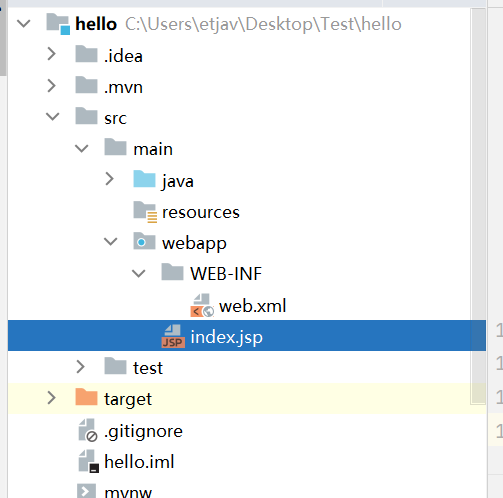 hello C:\Users\etjav\Desktop\Test\hello
.idea
.mvn
src
main
java
resources
webapp
WEB-INF
web.xml
JSP index.jsp
test
target
.gitignore
hello.iml
mvnw